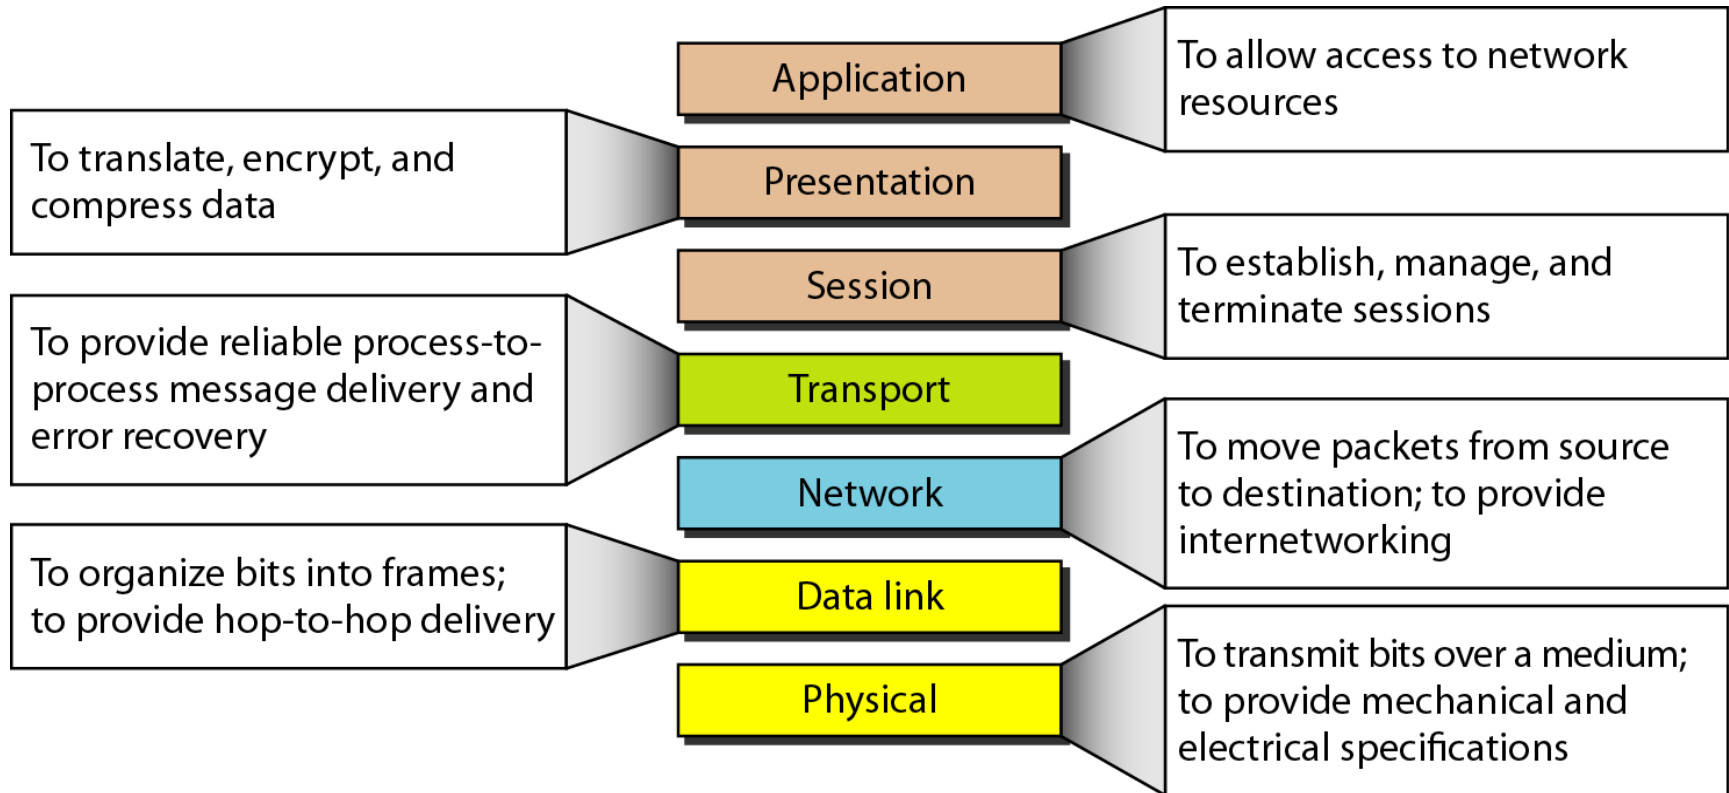 Application
To allow access to network
resources
To translate, encrypt, and
compress data
Presentation
Session
To establish, manage, and
terminate sessions
To provide reliable process-to-
process message delivery and
error recovery
Transport
Network
To move packets from source
to destination; to provide
internetworking
To organize bits into frames;
to provide hop-to-hop delivery
Data link
Physical
To transmit bits over a medium;
to provide mechanical and
electrical specifications